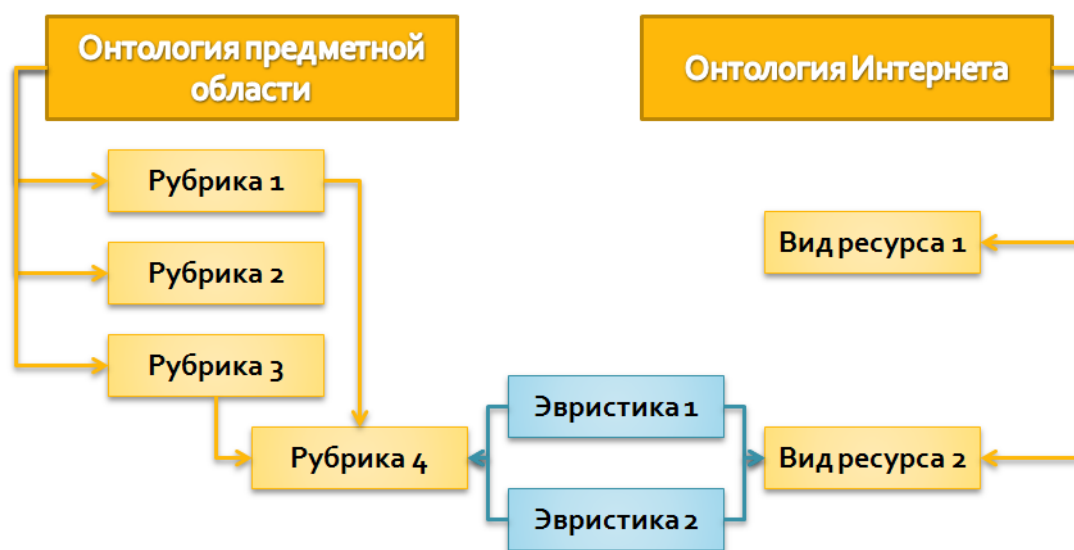 Онтология предметной
области
Онтология Интернета
Рубрика 1
Рубрика 2
Рубрика 3
Рубрика 4
Эвристика 1
Эвристика 2
Вид ресурса 1
Вид ресурса 2